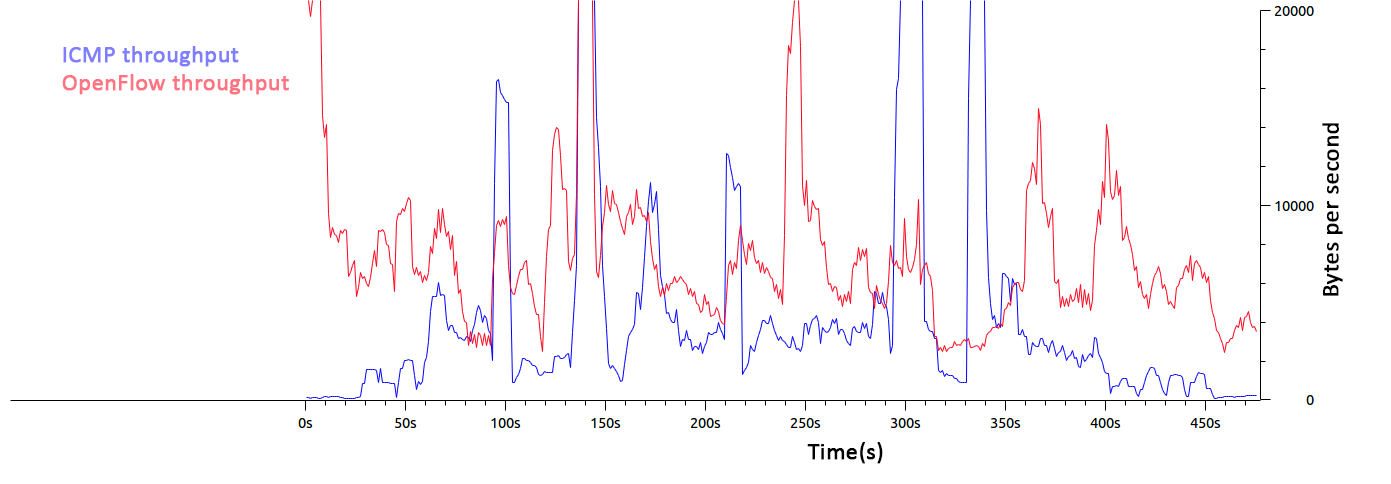 20000
ICMP throughput
OpenFlow throughput
Bytes per second
10000
0
0s 50s 100s 150s 200s 250s 300s 350s 400s 450s
Time(s)